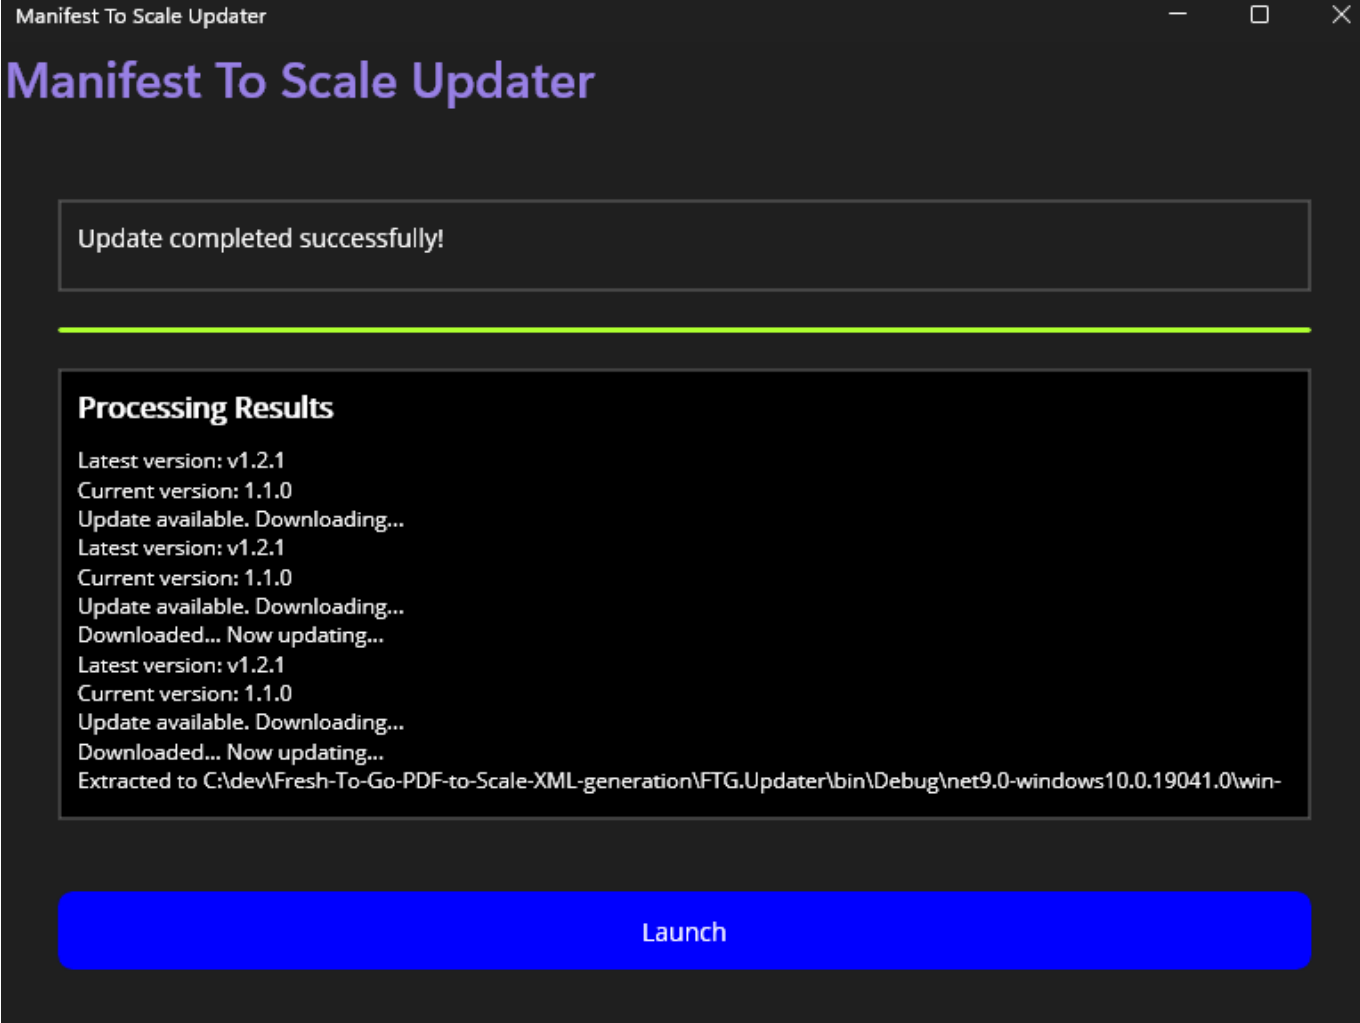 Manifest To Scale Updater
Manifest To Scale Updater
Update completed successfully!
Processing Results
Latest version: v1.2.1
Current version: 1.1.0
Update available. Downloading...
Latest version: v1.2.1
Current version: 1.1.0
Update available. Downloading...
Downloaded... Now updating...
Latest version: v1.2.1
Current version: 1.1.0
Update available. Downloading...
Downloaded... Now updating...
Extracted to C:\dev\Fresh-To-Go-PDF-to-Scale-XML-generation\FTG.Updater\bin\Debug\net9.0-windows10.0.19041.0\win-
Launch